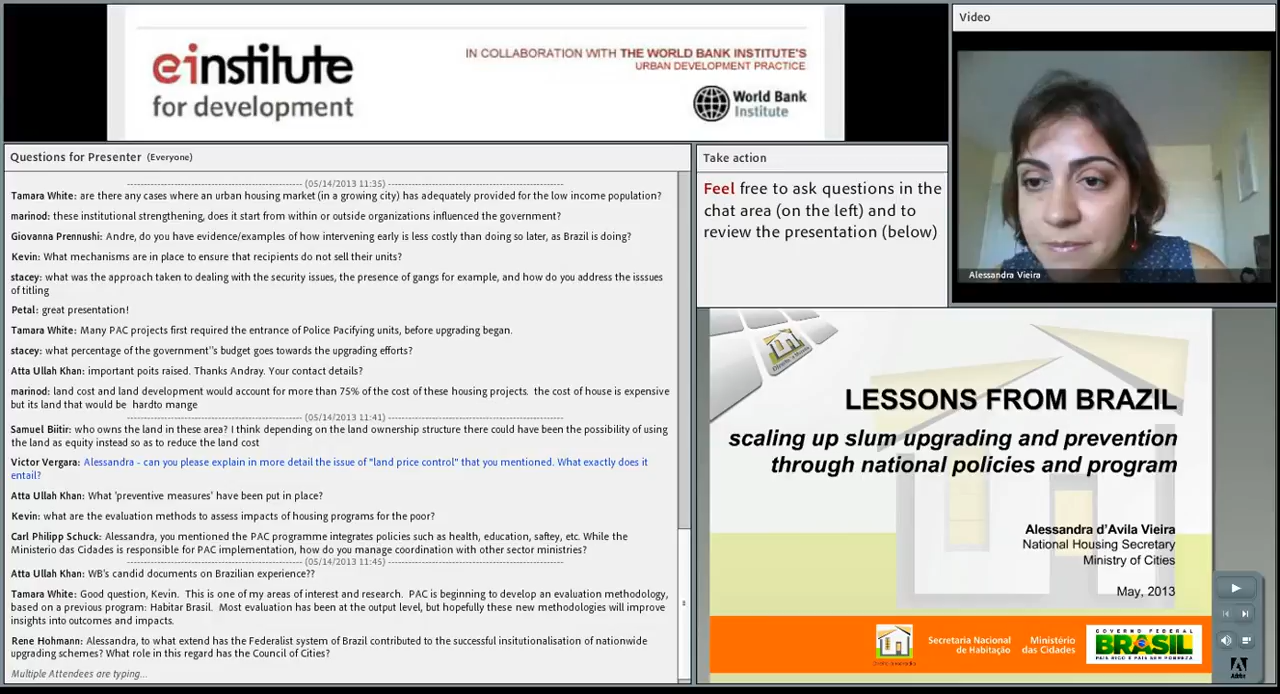 einstitute
for development
IN COLLABORATION WITH THE WORLD BANK INSTITUTE'S
URBAN DEVELOPMENT PRACTICE
World Bank
Institute
Video
Alessandra Vieira
Questions for Presenter (Everyone)
(05/14/2013 11:35)
Tamara White: are there any cases where an urban housing market (in a growing city) has adequately provided for the low income population?
marinod: these institutional strengthening, does it start from within or outside organizations influenced the government?
Giovanna Prennushi: Andre, do you have evidence/examples of how intervening early is less costly than doing so later, as Brazil is doing?
Kevin: What mechanisms are in place to ensure that recipients do not sell their units?
stacey: what was the approach taken to dealing with the security issues, the presence of gangs for example, and how do you address the isssues
of titling
Petal: great presentation!
Tamara White: Many PAC projects first required the entrance of Police Pacifying units, before upgrading began.
stacey: what percentage of the government''s budget goes towards the upgrading efforts?
Atta Ullah Khan: important poits raised. Thanks Andray. Your contact details?
marinod: land cost and land development would account for more than 75% of the cost of these housing projects. the cost of house is expensive
but its land that would be hardto mange
(05/14/2013 11:41)
Samuel Biitir: who owns the land in these area? I think depending on the land ownership structure there could have been the possibility of using
the land as equity instead so as to reduce the land cost
Victor Vergara: Alessandra - can you please explain in more detail the issue of "land price control" that you mentioned. What exactly does it
entail?
Atta Ullah Khan: What 'preventive measures' have been put in place?
Kevin: what are the evaluation methods to assess impacts of housing programs for the poor?
Carl Philipp Schuck: Alessandra, you mentioned the PAC programme integrates policies such as health, education, saftey, etc. While the
Ministerio das Cidades is responsible for PAC implementation, how do you manage coordination with other sector ministries?
(05/14/2013 11:45)
Atta Ullah Khan: WB's candid documents on Brazilian experience??
Tamara White: Good question, Kevin. This is one of my areas of interest and research. PAC is beginning to develop an evaluation methodology,
based on a previous program: Habitar Brasil. Most evaluation has been at the output level, but hopefully these new methodologies will improve
insights into outcomes and impacts.
Rene Hohmann: Alessandra, to what extend has the Federalist system of Brazil contributed to the successful insitutionalisation of nationwide
upgrading schemes? What role in this regard has the Council of Cities?
Multiple Attendees are typing...
Take action
Feel free to ask questions in the
chat area (on the left) and to
review the presentation (below)
LESSONS FROM BRAZIL
scaling up slum upgrading and prevention
through national policies and program
Alessandra d'Avila Vieira
National Housing Secretary
Ministry of Cities
May, 2013
Secretaria Nacional
de Habitação
Ministério
das Cidades
GOVERNO FEDERAL
BRASIL
PAÍS RICO É PAÍS SEM POBREZA
Adobe